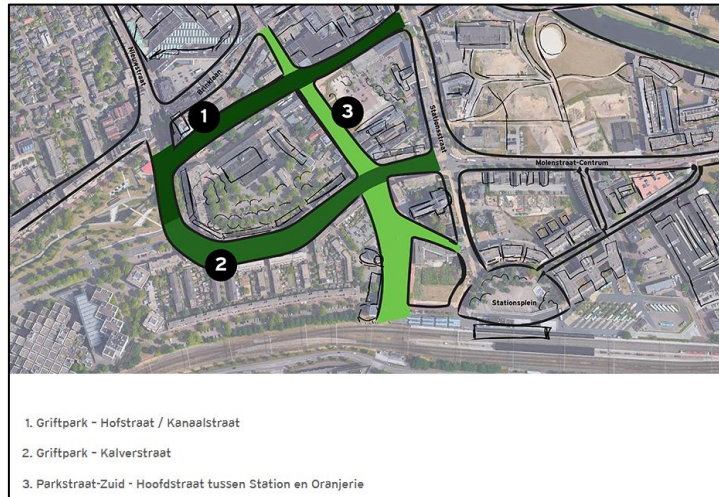 Nieuwstraat
Brinklaan
1
3
Stationsstraat
Molenstraat-Centrum
2
Stationsplein
1. Griftpark – Hofstraat / Kanaalstraat
2. Griftpark – Kalverstraat
3. Parkstraat-Zuid - Hoofdstraat tussen Station en Oranjerie